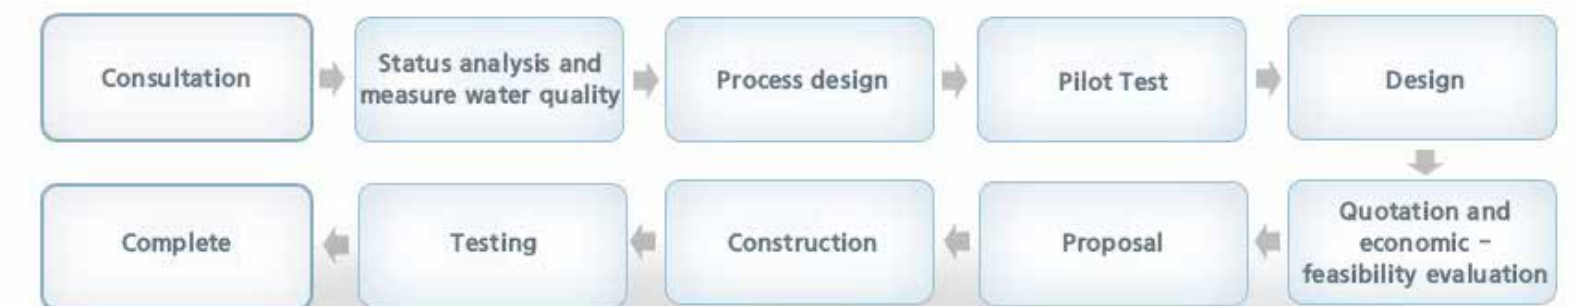 Consultation
Status analysis and
measure water quality
Process design
Pilot Test
Design
Quotation and
economic –
feasibility evaluation
Proposal
Construction
Testing
Complete